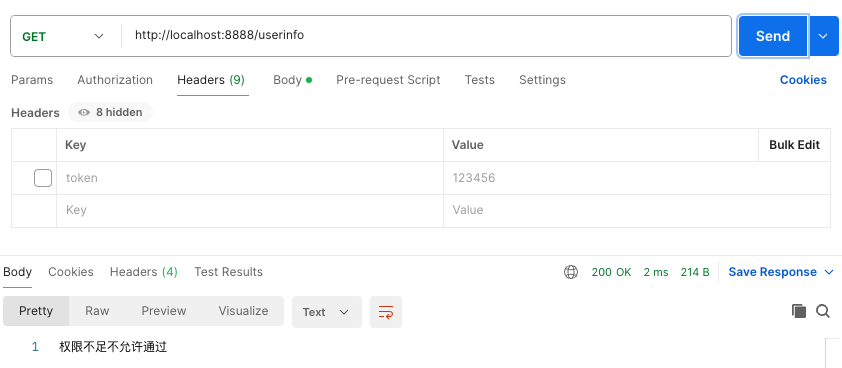 GET http://localhost:8888/userinfo Send
Params Authorization Headers (9) Body Pre-request Script Tests Settings Cookies
Headers 8 hidden
Key Value Bulk Edit
token 123456
Key Value
Body Cookies Headers (4) Test Results 200 OK 2 ms 214 B Save Response
Pretty Raw Preview Visualize Text
1 权限不足不允许通过